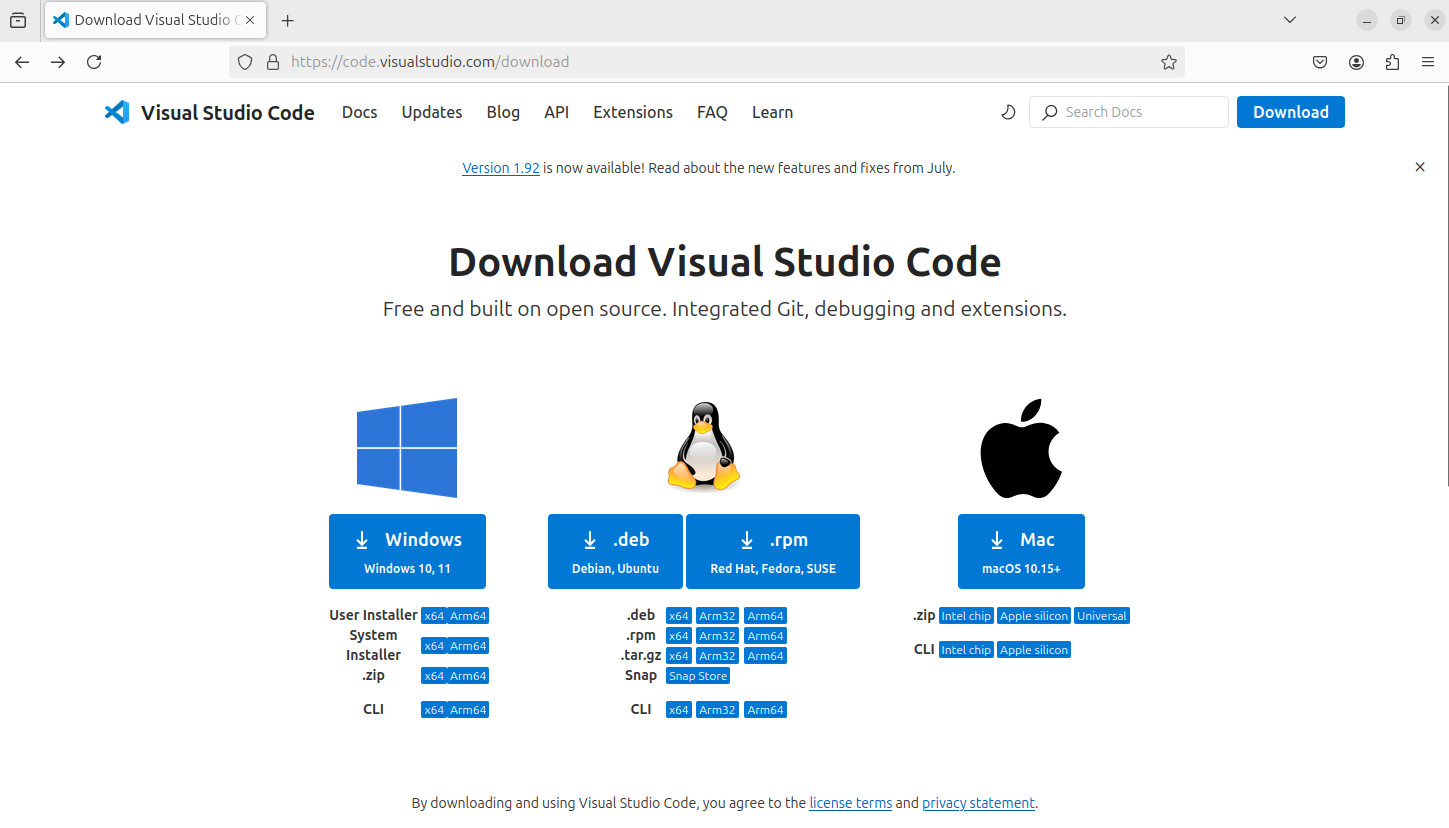 Download Visual Studio C
https://code.visualstudio.com/download
Visual Studio Code Docs Updates Blog API Extensions FAQ Learn Search Docs Download
Version 1.92 is now available! Read about the new features and fixes from July.
Download Visual Studio Code
Free and built on open source. Integrated Git, debugging and extensions.
Windows
Windows 10, 11
User Installer x64 Arm64
System Installer x64 Arm64
.zip x64 Arm64
CLI x64 Arm64
.deb
Debian, Ubuntu
.rpm
Red Hat, Fedora, SUSE
.deb x64 Arm32 Arm64
.rpm x64 Arm32 Arm64
.tar.gz x64 Arm32 Arm64
Snap Snap Store
CLI x64 Arm32 Arm64
Mac
macOS 10.15+
.zip Intel chip Apple silicon Universal
CLI Intel chip Apple silicon
By downloading and using Visual Studio Code, you agree to the license terms and privacy statement.